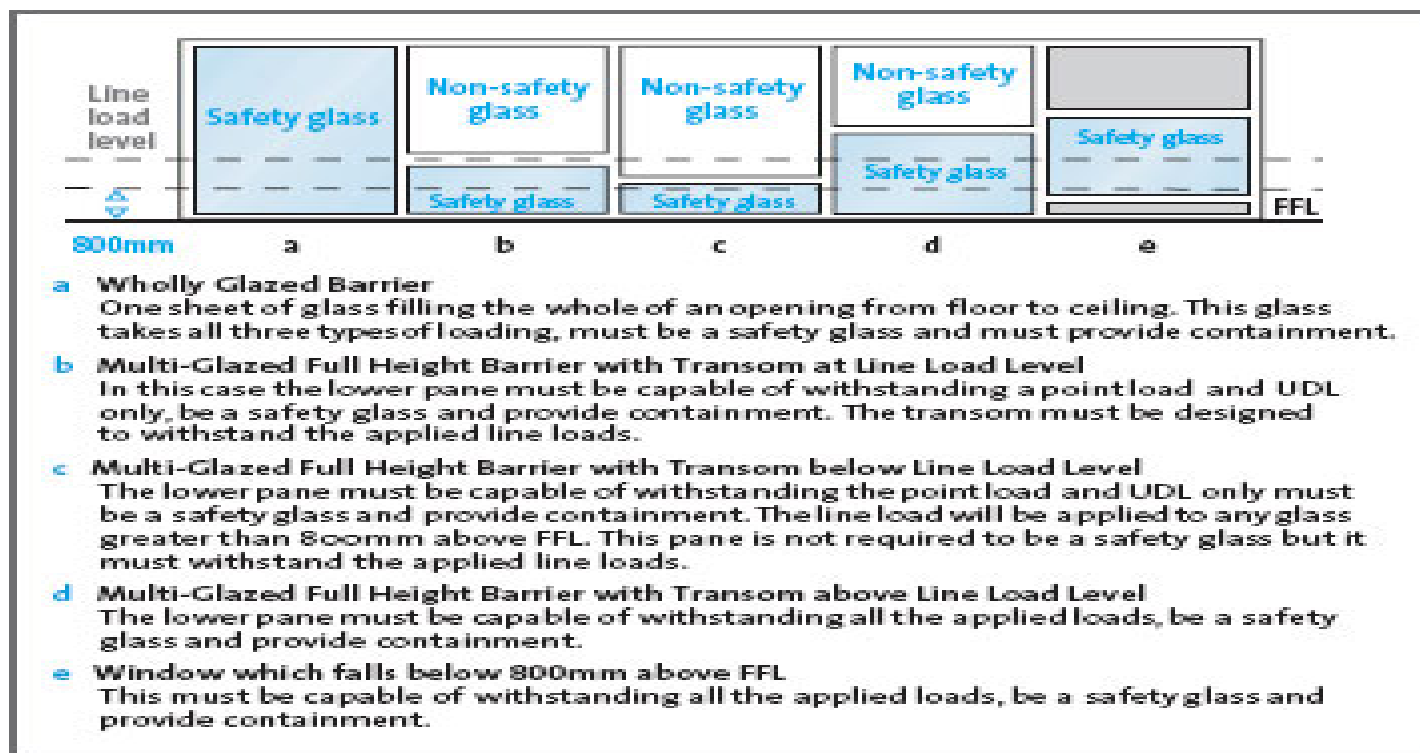 Line
load
level
Safety glass
Non-safety
glass
Safety glass
Non-safety
glass
Safety glass
Non-safety
glass
Safety glass
Safety glass
FFL
800mm a b c d e
a Wholly Glazed Barrier
One sheet of glass filling the whole of an opening from floor to ceiling. This glass
takes all three typesof loading, must be a safety glass and must provide containment.
b Multi-Glazed Full Height Barrier with Transom at Line Load Level
In this case the lower pane must be capable of withstanding a point load and UDL
only, be a safety glass and provide containment. The transom must be designed
to withstand the applied line loads.
c Multi-Glazed Full Height Barrier with Transom below Line Load Level
The lower pane must be capable of withstanding the point load and UDL only must
be a safety glass and provide containment. The line load will be applied to any glass
greater than 800mm above FFL. This pane is not required to be a safety glass but it
must withstand the applied line loads.
d Multi-Glazed Full Height Barrier with Transom above Line Load Level
The lower pane must be capable of withstanding all the applied loads, be a safety
glass and provide containment.
e Window which falls below 800mm above FFL
This must be capable of withstanding all the applied loads, be a safety glass and
provide containment.